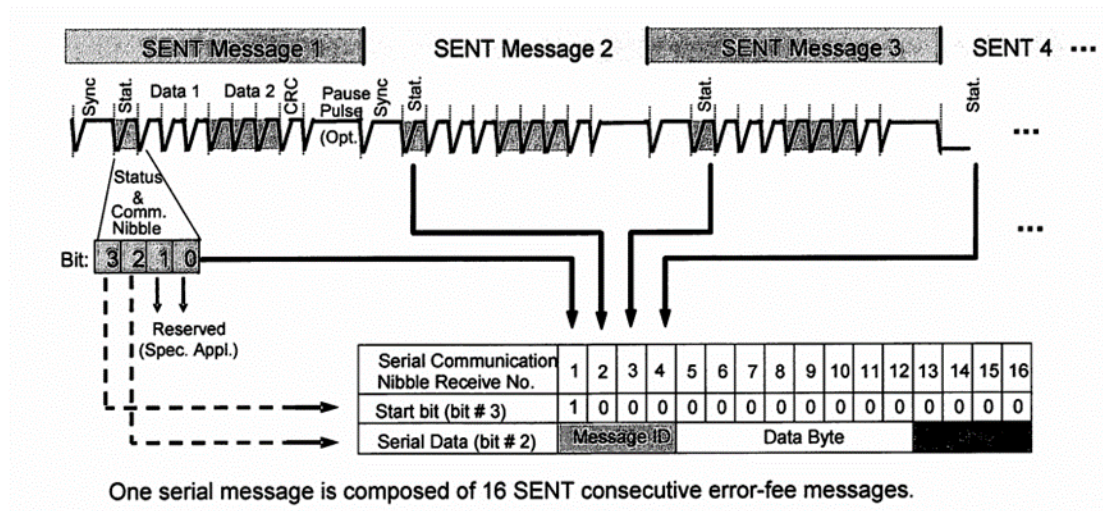 SENT Message 1 SENT Message 2 SENT Message 3 SENT 4 ...
Sync Stat. Data 1 Data 2 CRC Pause Pulse (Opt. Sync Stat. Stat. Stat.
...
Status
&
Comm.
Nibble
...
Bit: 3 2 1 0
Reserved
(Spec. Appl.)
Serial Communication Nibble Receive No. 1 2 3 4 5 6 7 8 9 10 11 12 13 14 15 16
Start bit (bit # 3) 1 0 0 0 0 0 0 0 0 0 0 0 0 0 0 0
Serial Data (bit # 2) Message ID Data Byte
One serial message is composed of 16 SENT consecutive error-fee messages.